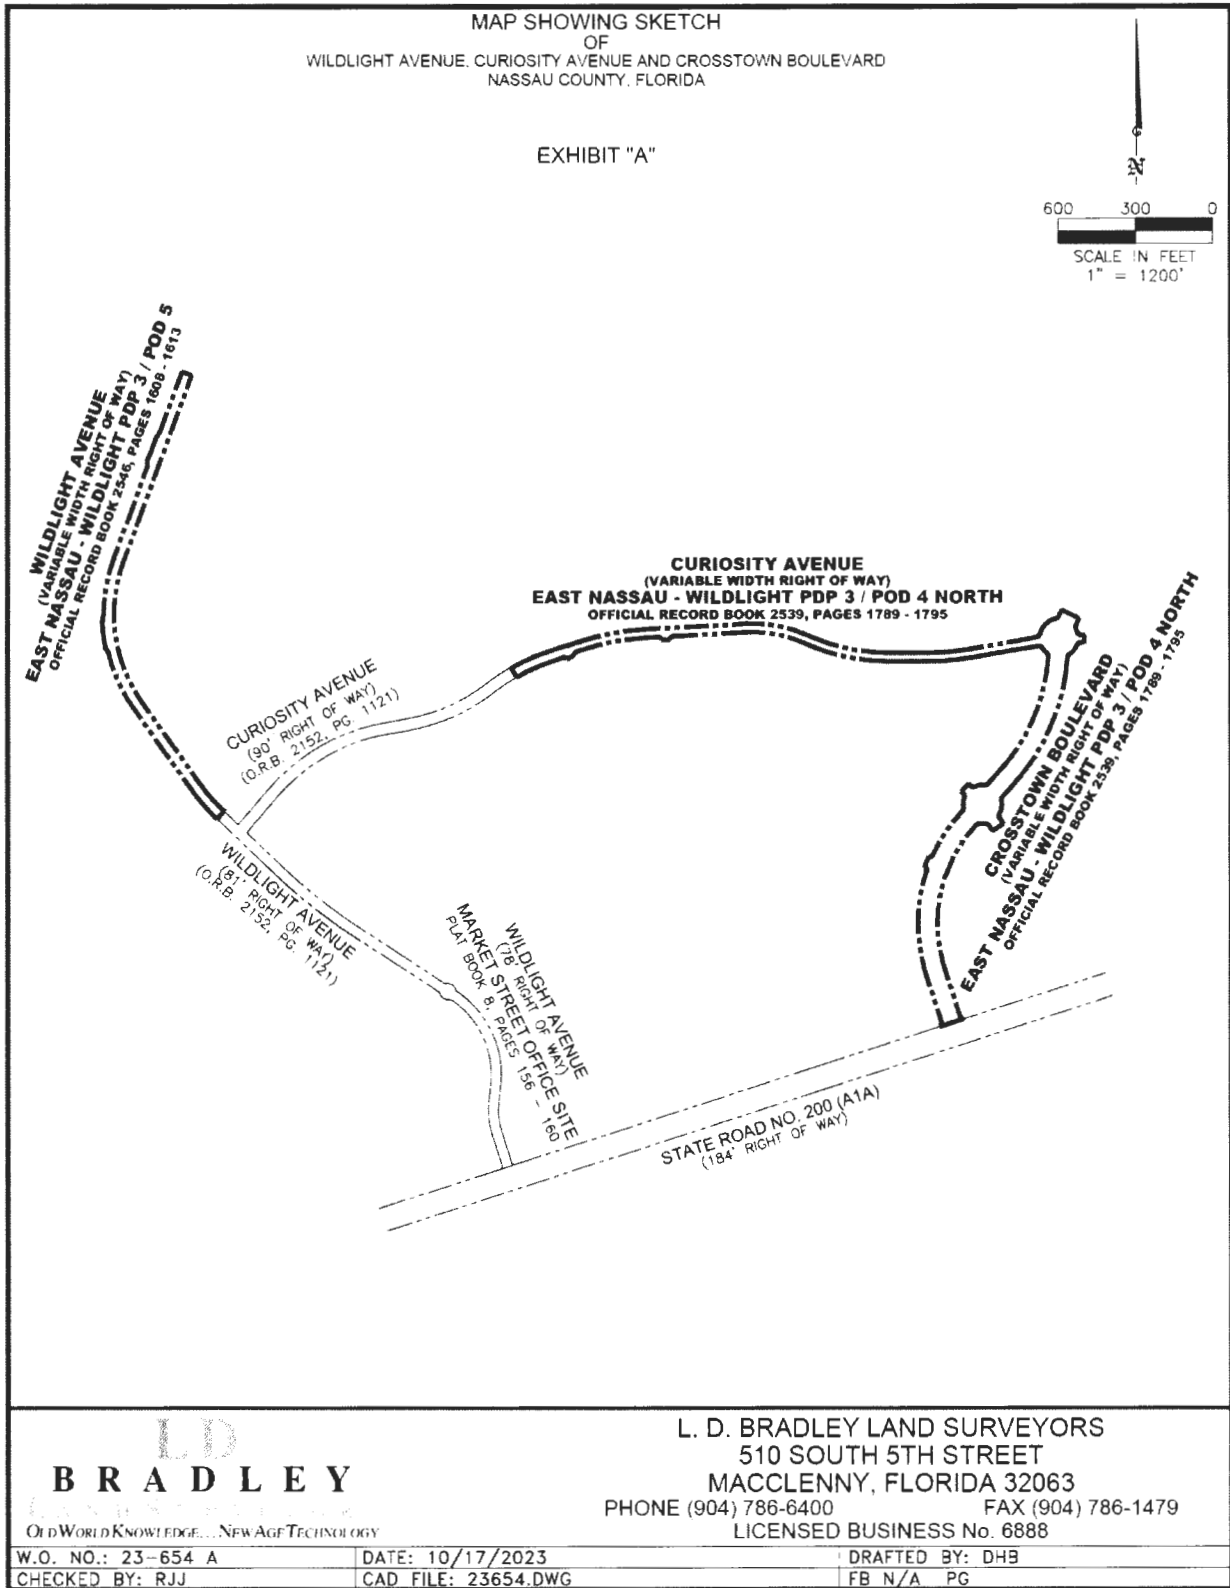 MAP SHOWING SKETCH
OF
WILDLIGHT AVENUE, CURIOSITY AVENUE AND CROSSTOWN BOULEVARD
NASSAU COUNTY, FLORIDA
EXHIBIT "A"
N
600 300 0
SCALE IN FEET
1" = 1200'
WILDLIGHT AVENUE
(VARIABLE WIDTH RIGHT OF WAY)
EAST NASSAU - WILDLIGHT PDP 3 / POD 5
OFFICIAL RECORD BOOK 2546, PAGES 1608 - 1613
CURIOSITY AVENUE
(VARIABLE WIDTH RIGHT OF WAY)
EAST NASSAU - WILDLIGHT PDP 3 / POD 4 NORTH
OFFICIAL RECORD BOOK 2539, PAGES 1789 - 1795
CURIOSITY AVENUE
(90' RIGHT OF WAY)
(O.R.B. 2152, PG. 1121)
CROSSTOWN BOULEVARD
(VARIABLE WIDTH RIGHT OF WAY)
EAST NASSAU - WILDLIGHT PDP 3 / POD 4 NORTH
OFFICIAL RECORD BOOK 2539, PAGES 1789 - 1795
WILDLIGHT AVENUE
(81' RIGHT OF WAY)
(O.R.B. 2152, PG. 1121)
WILDLIGHT AVENUE
(78' RIGHT OF WAY)
MARKET STREET OFFICE SITE
PLAT BOOK 8, PAGES 156 - 160
STATE ROAD NO. 200 (A1A)
(184' RIGHT OF WAY)
LD
BRADLEY
OLD WORLD KNOWLEDGE... NEW AGE TECHNOLOGY
L. D. BRADLEY LAND SURVEYORS
510 SOUTH 5TH STREET
MACCLENNY, FLORIDA 32063
PHONE (904) 786-6400 FAX (904) 786-1479
LICENSED BUSINESS No. 6888
W.O. NO.: 23-654 A DATE: 10/17/2023 DRAFTED BY: DHB
CHECKED BY: RJJ CAD FILE: 23654.DWG FB N/A PG